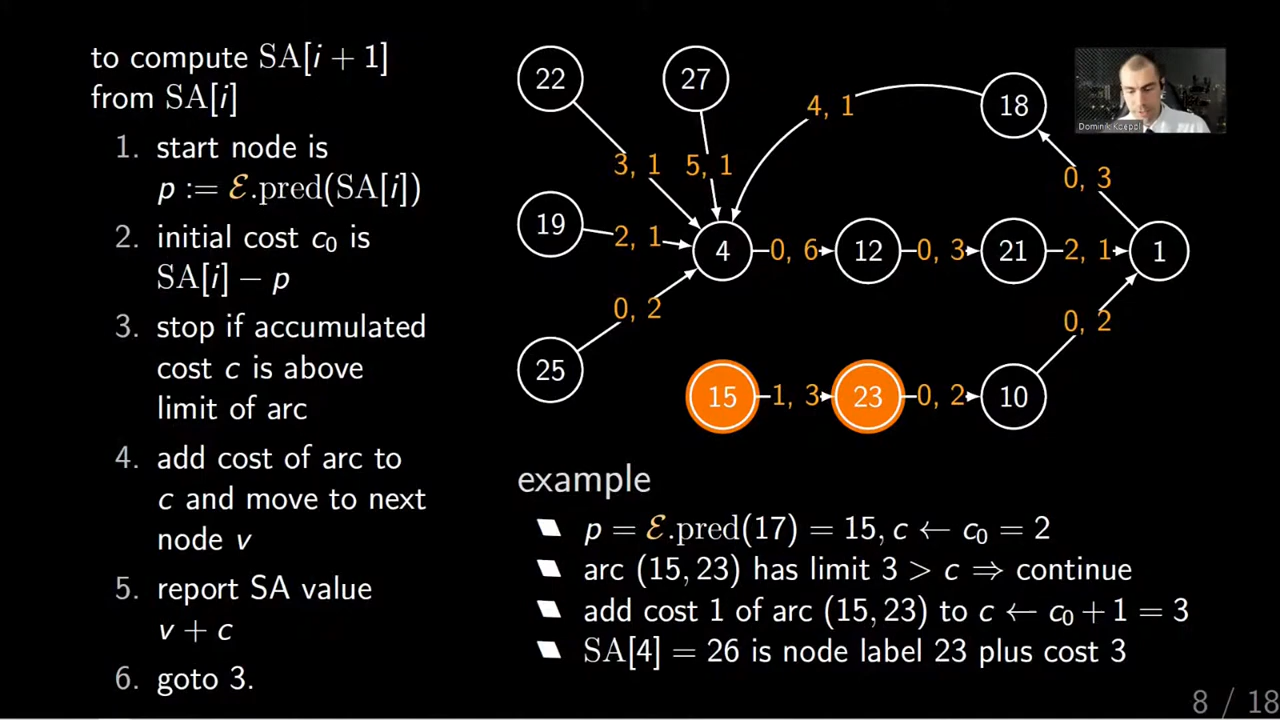 to compute SA[i + 1]
from SA[i]
1. start node is
p := ℰ.pred(SA[i])
2. initial cost c₀ is
SA[i] − p
3. stop if accumulated
cost c is above
limit of arc
4. add cost of arc to
c and move to next
node v
5. report SA value
v + c
6. goto 3.
22
27
18
4, 1
Dominik Koeppl
3, 1
5, 1
0, 3
19
2, 1
4
0, 6
12
0, 3
21
2, 1
1
0, 2
0, 2
25
15
1, 3
23
0, 2
10
example
p = ℰ.pred(17) = 15, c ← c₀ = 2
arc (15, 23) has limit 3 > c ⇒ continue
add cost 1 of arc (15, 23) to c ← c₀ + 1 = 3
SA[4] = 26 is node label 23 plus cost 3
8 / 18